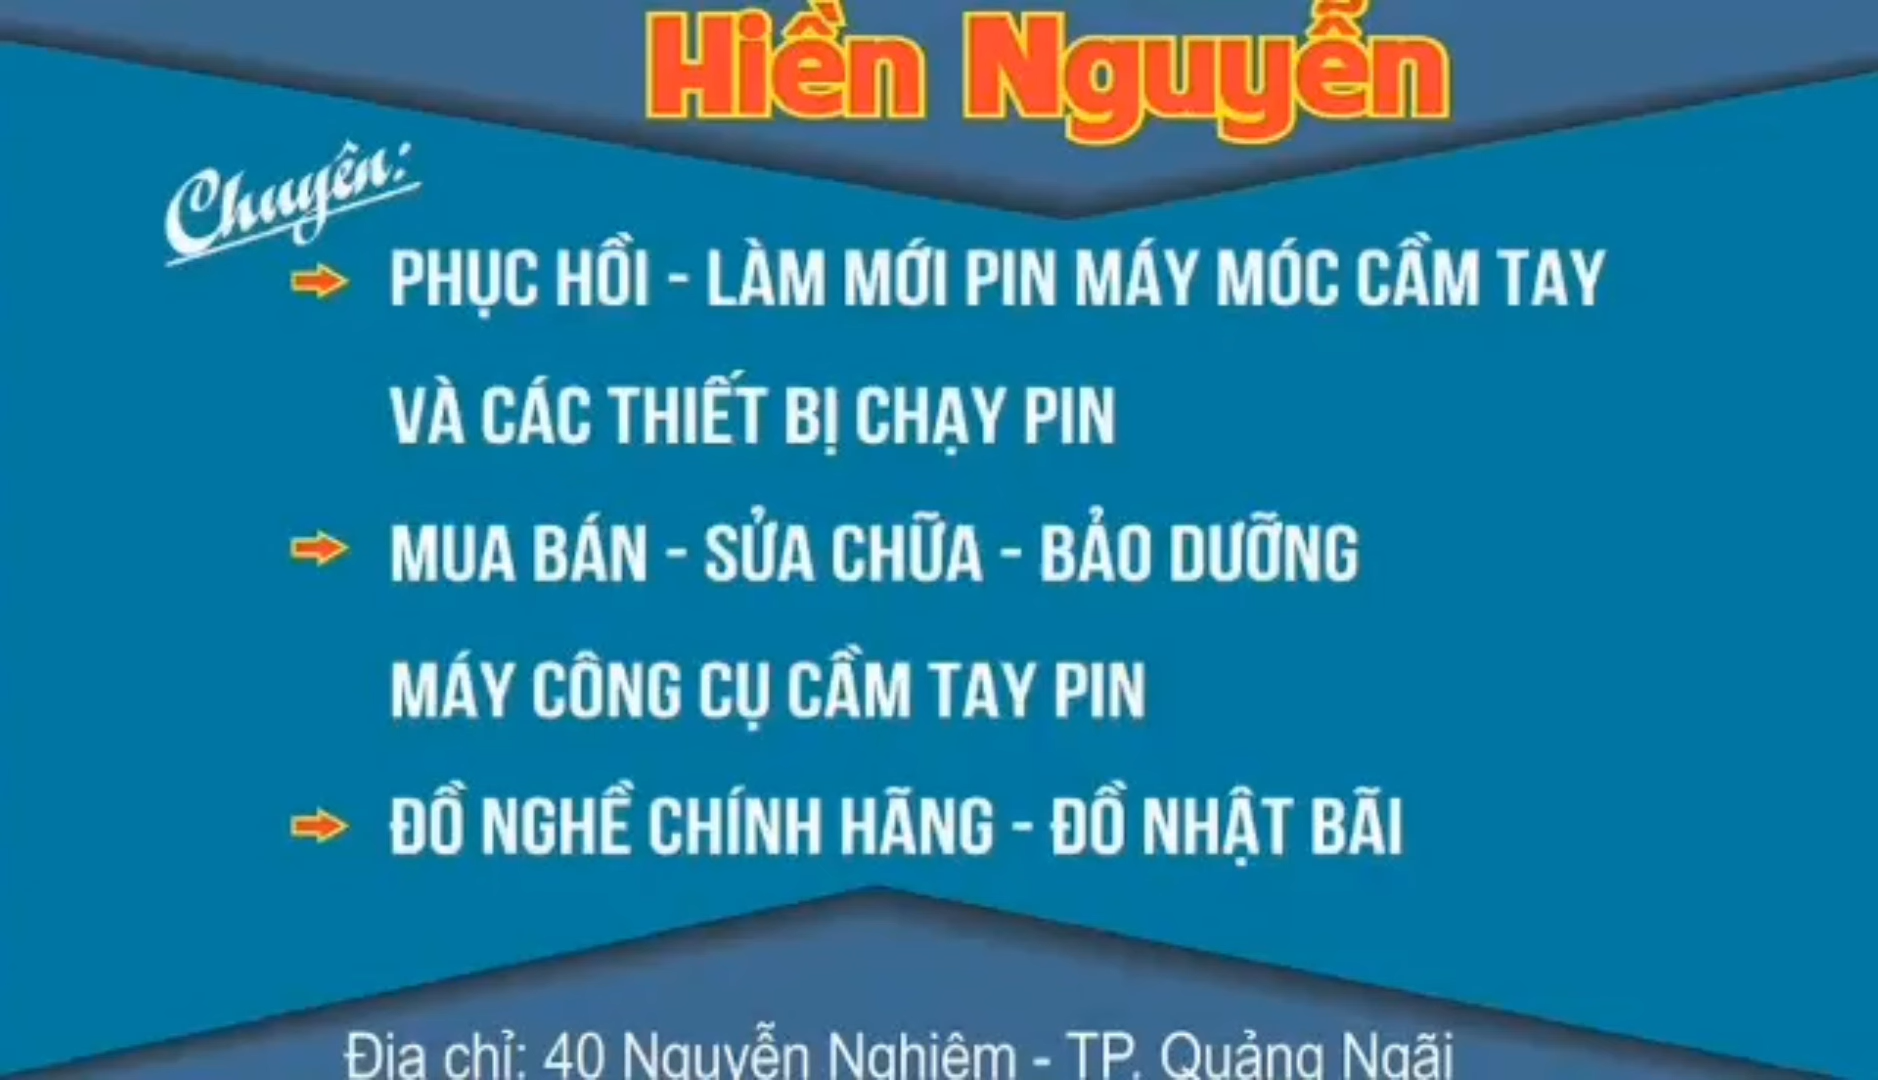 Hiền Nguyễn
Chuyên:
PHỤC HỒI - LÀM MỚI PIN MÁY MÓC CẦM TAY
VÀ CÁC THIẾT BỊ CHẠY PIN
MUA BÁN - SỬA CHỮA - BẢO DƯỠNG
MÁY CÔNG CỤ CẦM TAY PIN
ĐỒ NGHỀ CHÍNH HÃNG - ĐỒ NHẬT BÃI
Địa chỉ: 40 Nguyễn Nghiêm - TP. Quảng Ngãi